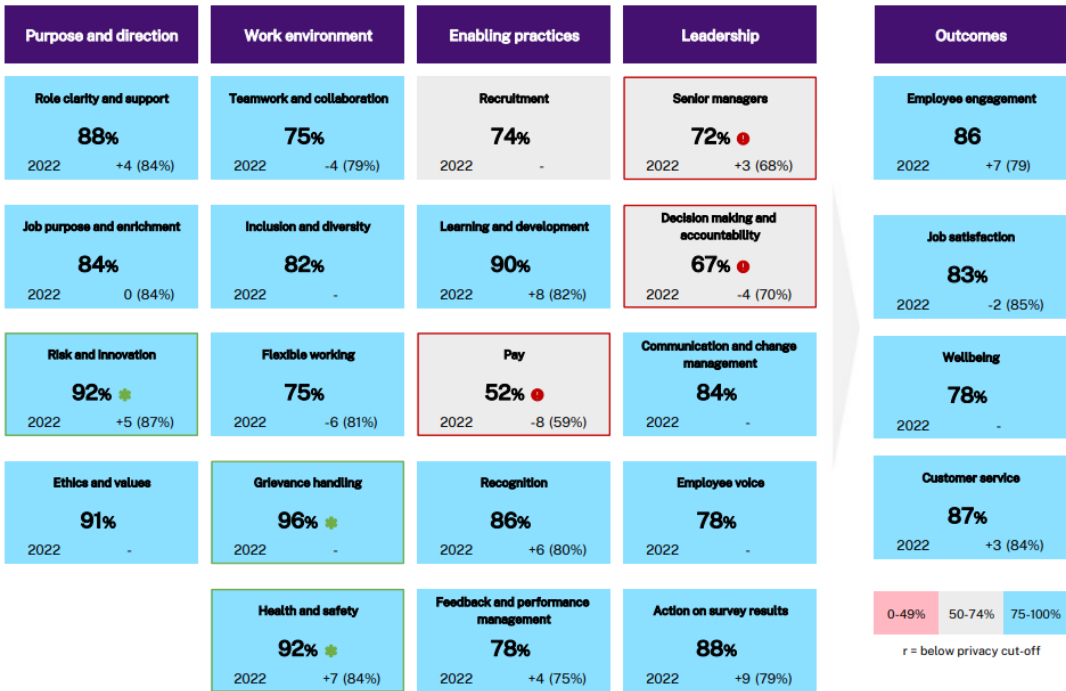 Purpose and direction
Work environment
Enabling practices
Leadership
Outcomes
Role clarity and support
88%
2022 +4 (84%)
Teamwork and collaboration
75%
2022 -4 (79%)
Recruitment
74%
2022 -
Senior managers
72%
2022 +3 (68%)
Employee engagement
86
2022 +7 (79)
Job purpose and enrichment
84%
2022 0 (84%)
Inclusion and diversity
82%
2022 -
Learning and development
90%
2022 +8 (82%)
Decision making and
accountability
67%
2022 -4 (70%)
Job satisfaction
83%
2022 -2 (85%)
Risk and innovation
92%
2022 +5 (87%)
Flexible working
75%
2022 -6 (81%)
Pay
52%
2022 -8 (59%)
Communication and change
management
84%
2022 -
Wellbeing
78%
2022 -
Ethics and values
91%
2022 -
Grievance handling
96%
2022 -
Recognition
86%
2022 +6 (80%)
Employee voice
78%
2022 -
Customer service
87%
2022 +3 (84%)
Health and safety
92%
2022 +7 (84%)
Feedback and performance
management
78%
2022 +4 (75%)
Action on survey results
88%
2022 +9 (79%)
0-49% 50-74% 75-100%
r = below privacy cut-off